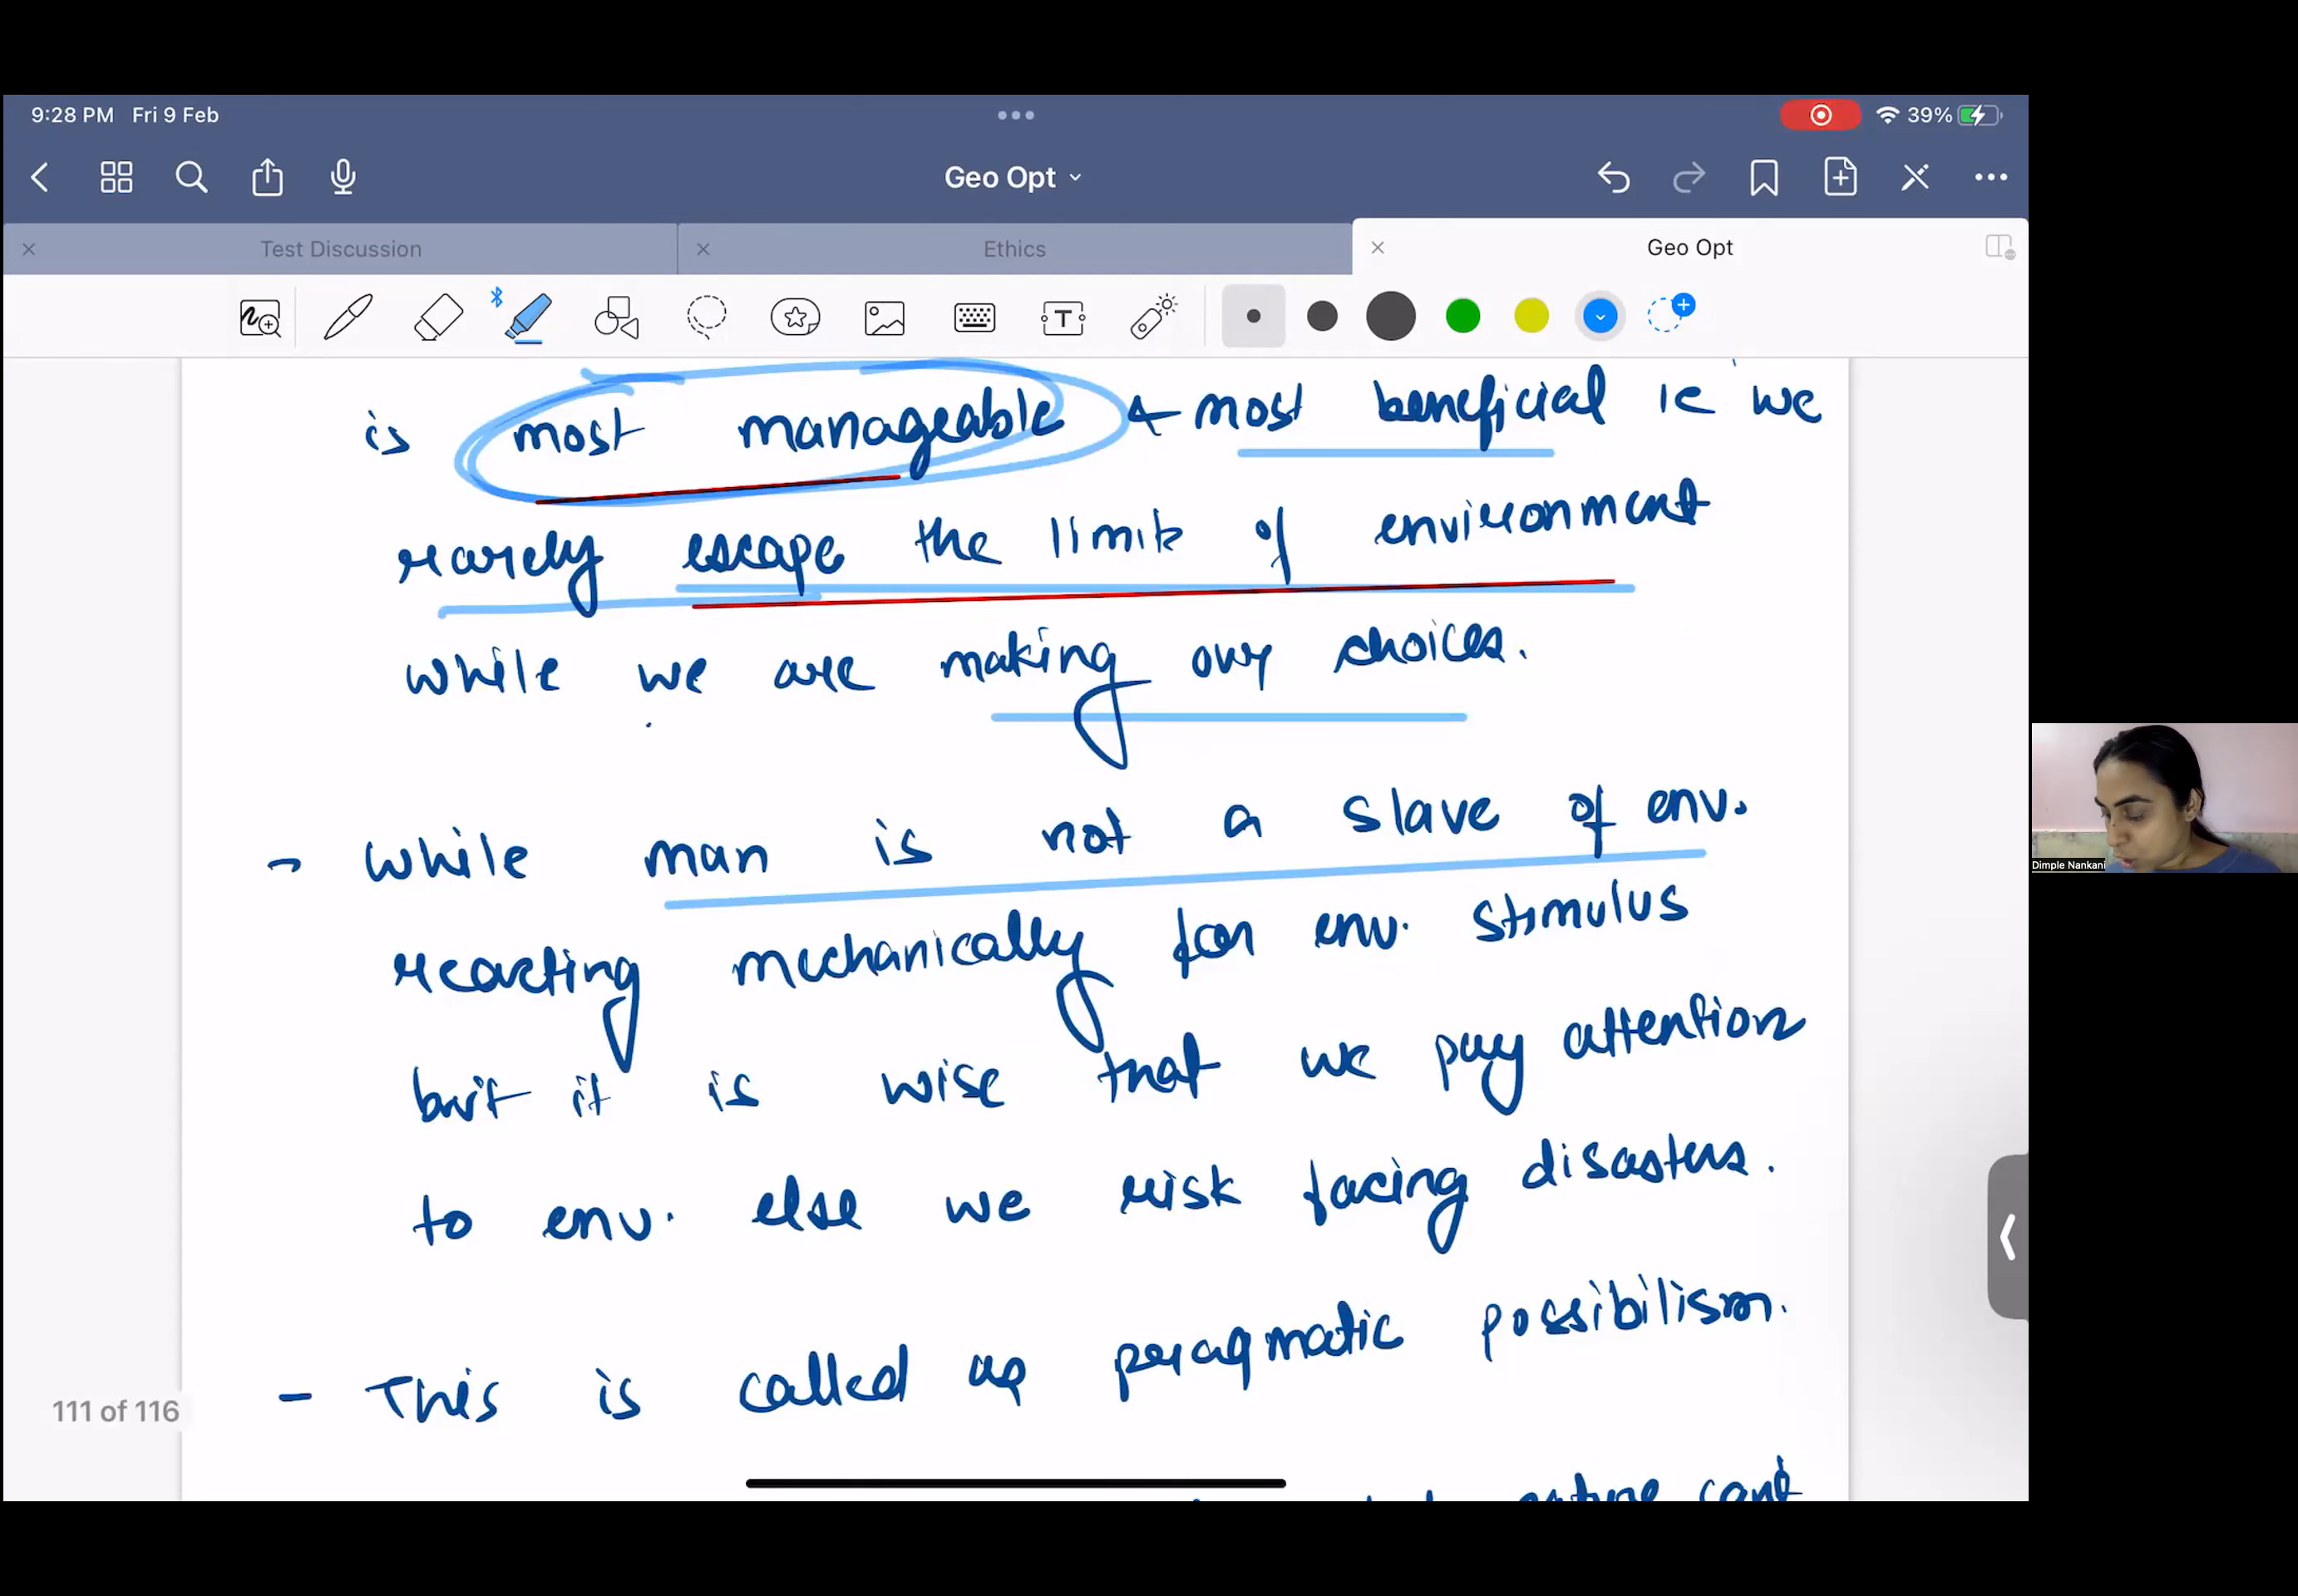 9:28 PM Fri 9 Feb
39%
Geo Opt
Test Discussion
Ethics
Geo Opt
T
is most manageable & most beneficial ie we
rarely escape the limits of environment
while we are making our choices.
- While man is not a slave of env.
reacting mechanically for env. stimulus
but it is wise that we pay attention
to env. else we risk facing disasters.
- This is called as pragmatic possibilism.
nature can't
111 of 116
Dimple Nankani